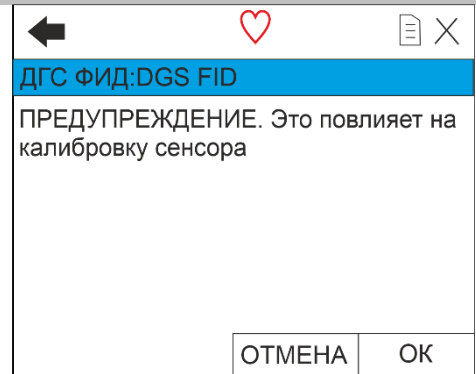 ДГС ФИД:DGS FID
ПРЕДУПРЕЖДЕНИЕ. Это повлияет на
калибровку сенсора
ОТМЕНА ОК